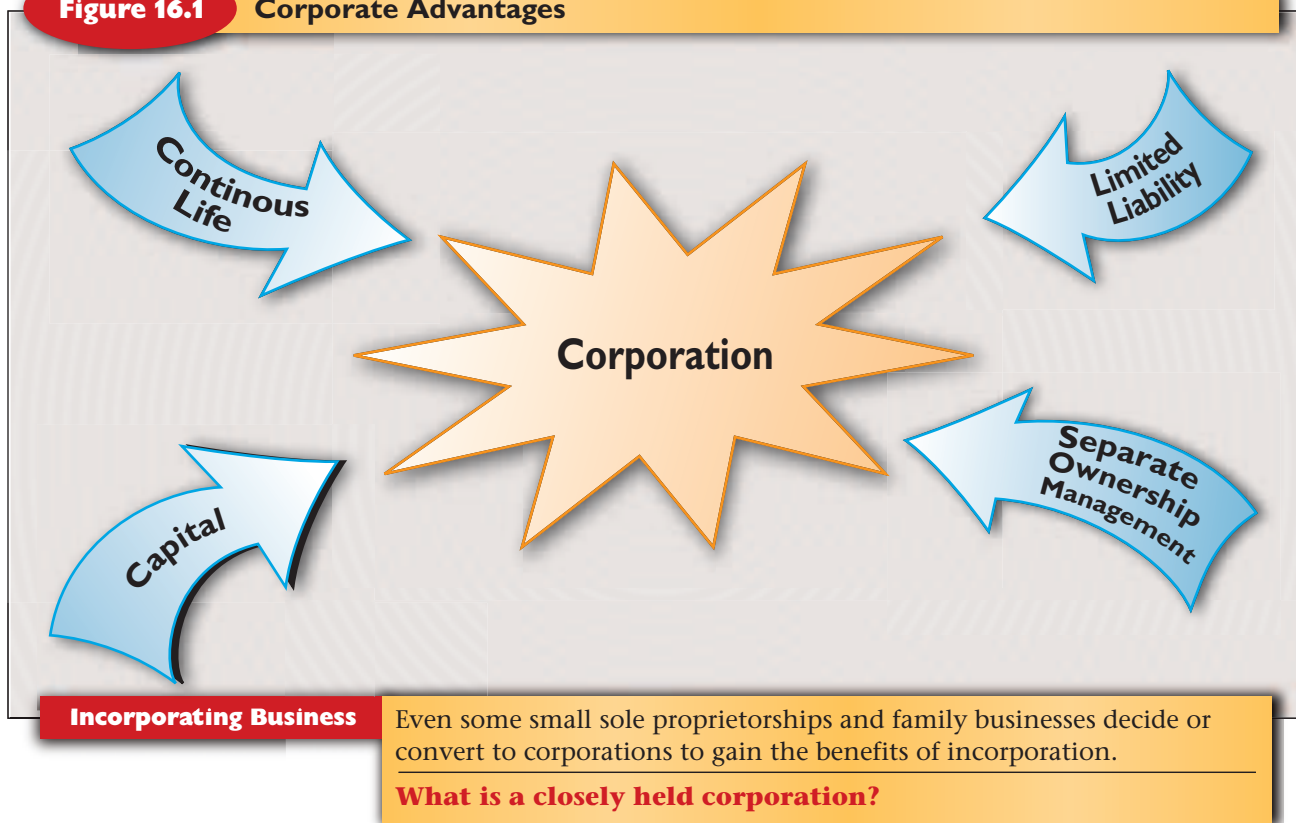 Figure 16.1 Corporate Advantages
Continous
Life
Limited
Liability
Corporation
Capital
Separate
Ownership
Management
Incorporating Business
Even some small sole proprietorships and family businesses decide or
convert to corporations to gain the benefits of incorporation.
What is a closely held corporation?